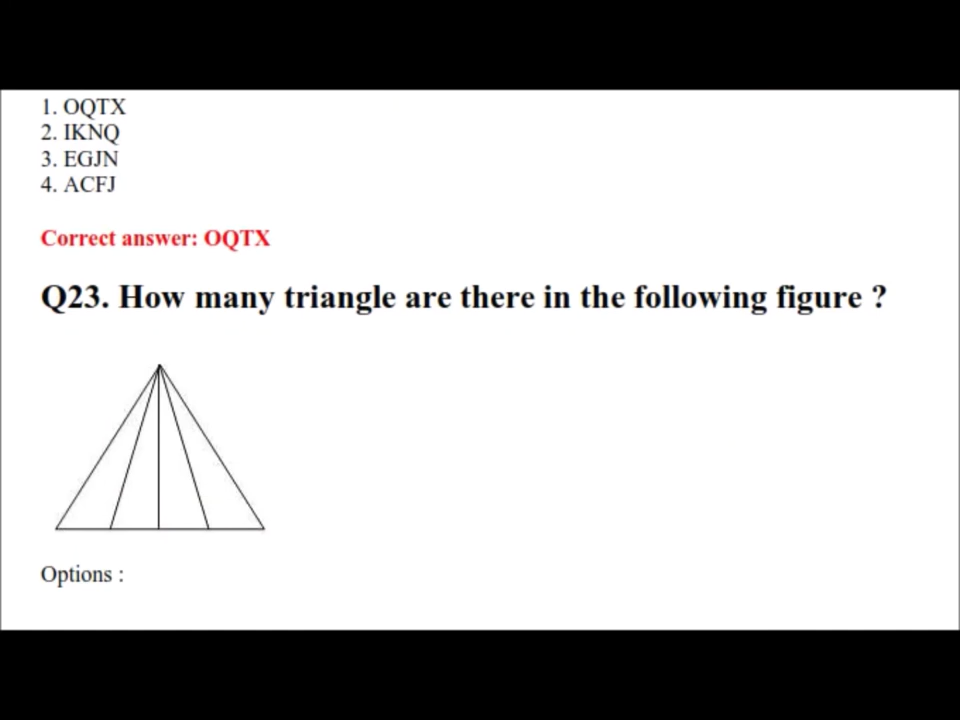 1. OQTX
2. IKNQ
3. EGJN
4. ACFJ
Correct answer: OQTX
Q23. How many triangle are there in the following figure ?
Options :